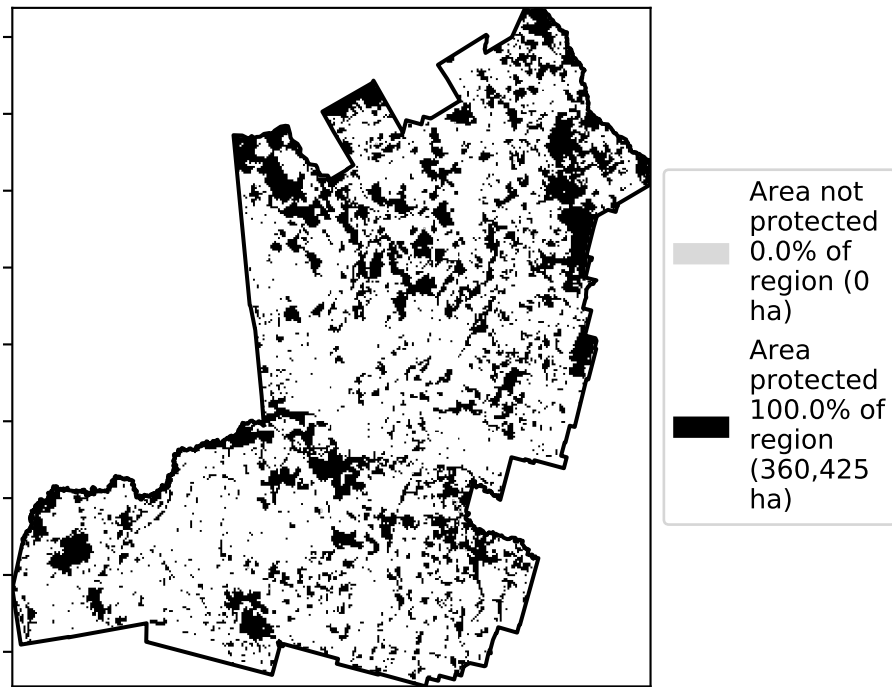 Area not
protected
0.0% of
region (0
ha)
Area
protected
100.0% of
region
(360,425
ha)